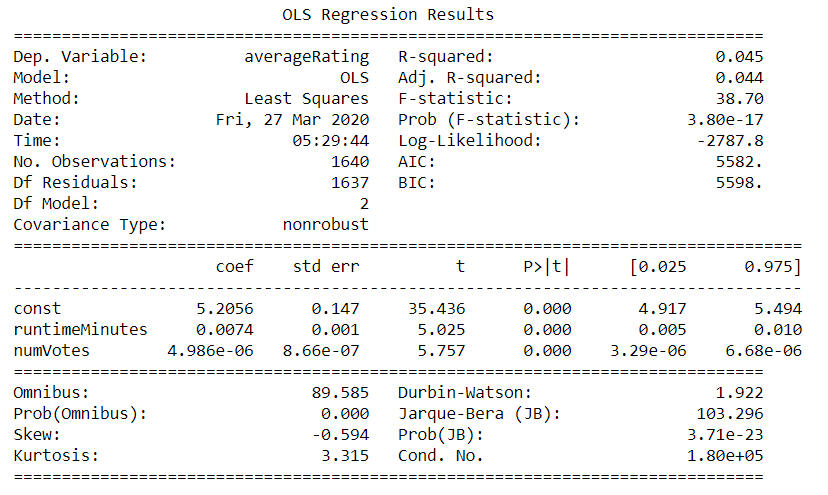 OLS Regression Results
==============================================================================
Dep. Variable: averageRating R-squared: 0.045
Model: OLS Adj. R-squared: 0.044
Method: Least Squares F-statistic: 38.70
Date: Fri, 27 Mar 2020 Prob (F-statistic): 3.80e-17
Time: 05:29:44 Log-Likelihood: -2787.8
No. Observations: 1640 AIC: 5582.
Df Residuals: 1637 BIC: 5598.
Df Model: 2
Covariance Type: nonrobust
==================================================================================
coef std err t P>|t| [0.025 0.975]
----------------------------------------------------------------------------------
const 5.2056 0.147 35.436 0.000 4.917 5.494
runtimeMinutes 0.0074 0.001 5.025 0.000 0.005 0.010
numVotes 4.986e-06 8.66e-07 5.757 0.000 3.29e-06 6.68e-06
==============================================================================
Omnibus: 89.585 Durbin-Watson: 1.922
Prob(Omnibus): 0.000 Jarque-Bera (JB): 103.296
Skew: -0.594 Prob(JB): 3.71e-23
Kurtosis: 3.315 Cond. No. 1.80e+05
==============================================================================